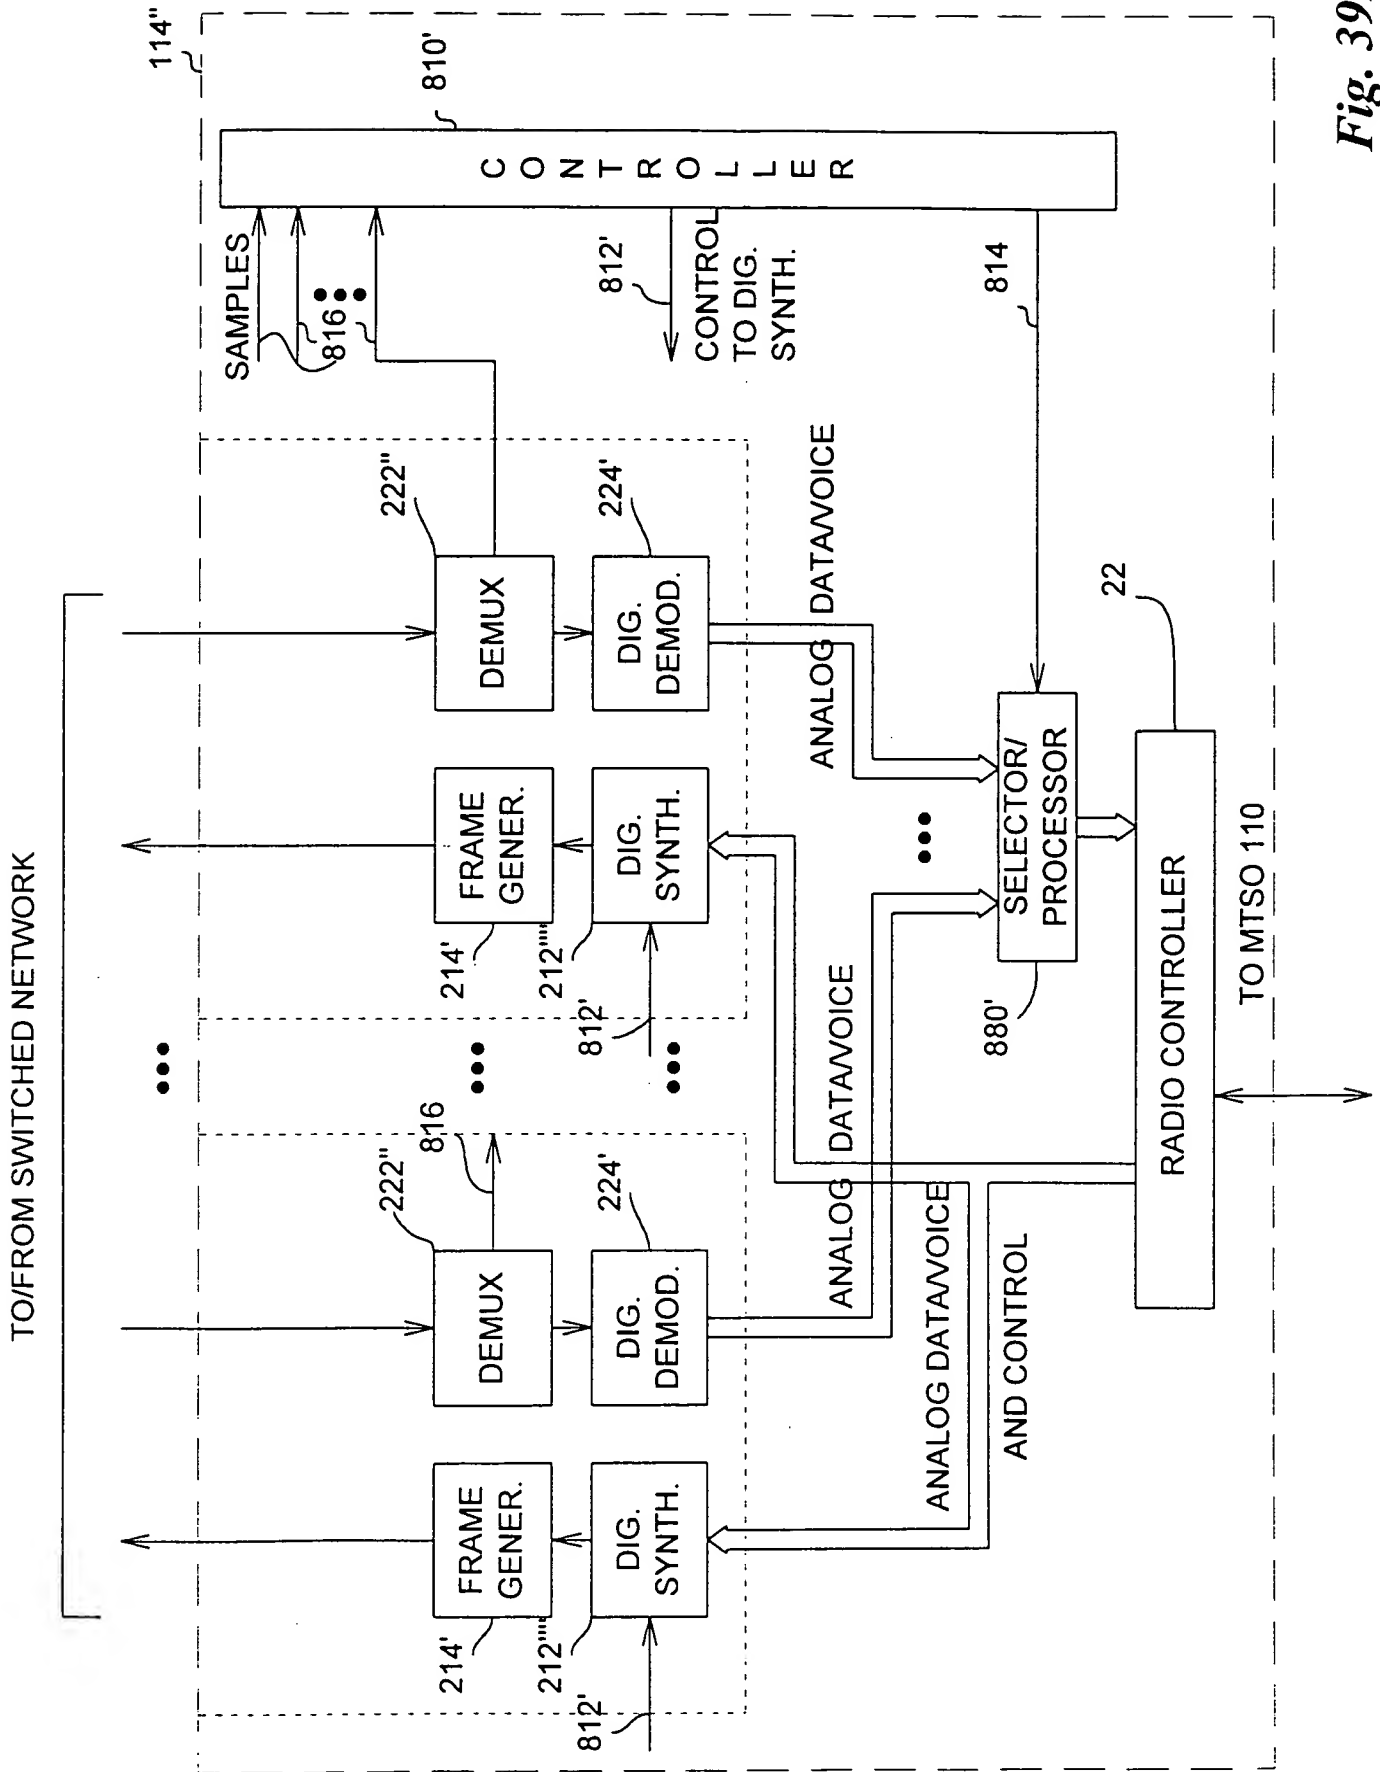 TO/FROM SWITCHED NETWORK
114"
810'
CONTROLLER
SAMPLES
816
812'
CONTROL
TO DIG.
SYNTH.
814
222"
DEMUX
224'
DIG.
DEMOD.
FRAME
GENER.
214'
212""
DIG.
SYNTH.
812'
ANALOG DATA/VOICE
SELECTOR/
PROCESSOR
880'
22
RADIO CONTROLLER
TO MTSO 110
816
222"
DEMUX
224'
DIG.
DEMOD.
ANALOG DATA/VOICE
FRAME
GENER.
214'
212""
DIG.
SYNTH.
812'
ANALOG DATA/VOICE
AND CONTROL
Fig. 39